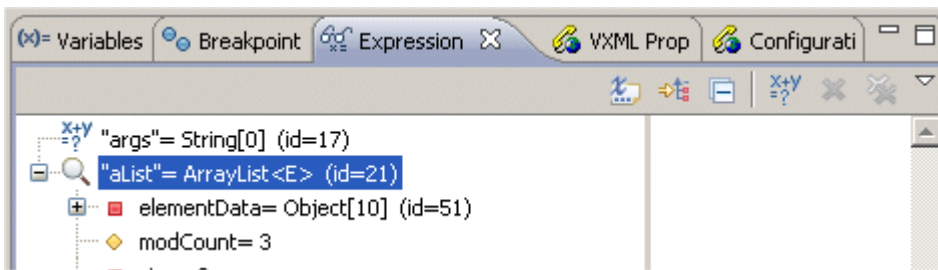 (x)= Variables Breakpoint Expression VXML Prop Configurati
x+y =?
x+y =? "args"= String[0] (id=17)
"aList"= ArrayList<E> (id=21)
elementData= Object[10] (id=51)
modCount= 3